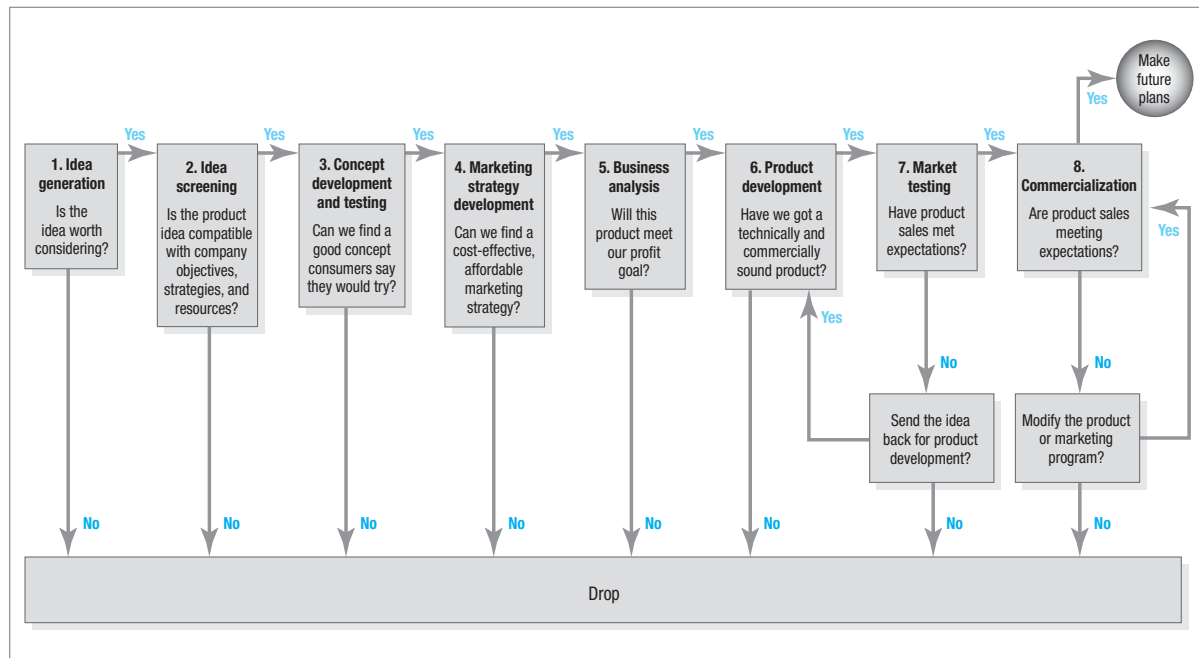 Make
future
plans
Yes
Yes
Yes
Yes
Yes
Yes
Yes
Yes
1. Idea
generation
Is the
idea worth
considering?
2. Idea
screening
Is the product
idea compatible
with company
objectives,
strategies, and
resources?
3. Concept
development
and testing
Can we find a
good concept
consumers say
they would try?
4. Marketing
strategy
development
Can we find a
cost-effective,
affordable
marketing
strategy?
5. Business
analysis
Will this
product meet
our profit
goal?
6. Product
development
Have we got a
technically and
commercially
sound product?
7. Market
testing
Have product
sales met
expectations?
8.
Commercialization
Are product sales
meeting
expectations?
Yes
Yes
No
No
Send the idea
back for product
development?
Modify the product
or marketing
program?
No
No
No
No
No
No
No
No
Drop